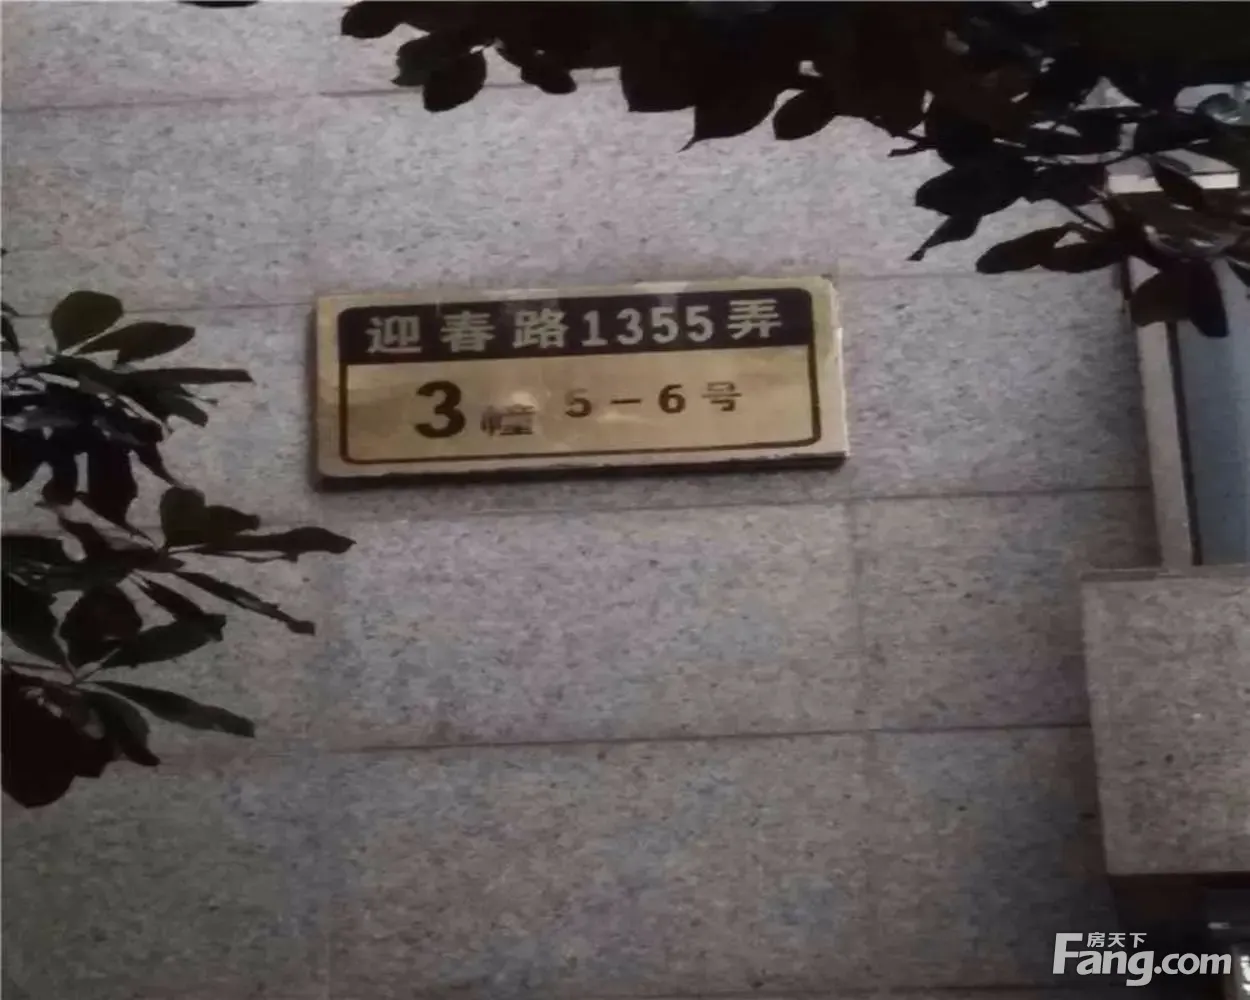 迎春路1355弄
3幢 5-6号
房天下
Fang.com